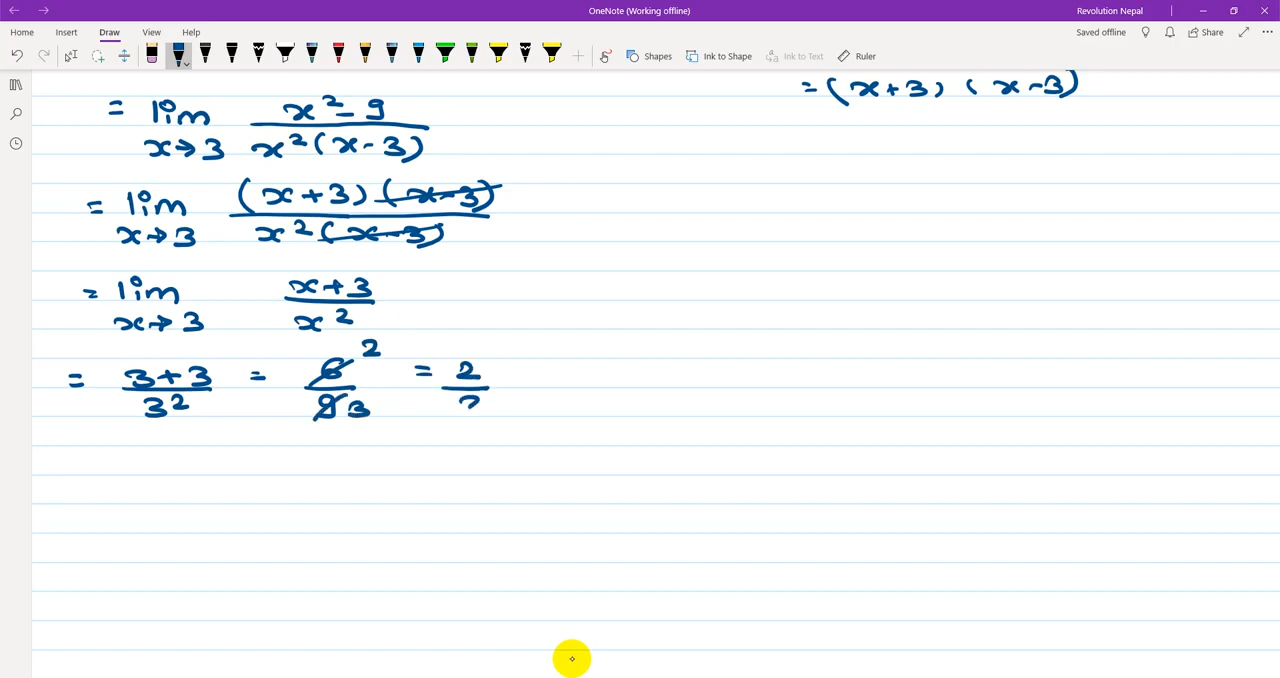 OneNote (Working offline)
Revolution Nepal
Home Insert Draw View Help
Saved offline
Share
Shapes
Ink to Shape
Ink to Text
Ruler
= (x+3) (x-3)
= lim x→3 (x² - 9) / (x²(x-3))
= lim x→3 ((x+3)(x-3)) / (x²(x-3))
= lim x→3 (x+3) / x²
= (3+3) / 3² = 6 2 / 9 3 = 2 /